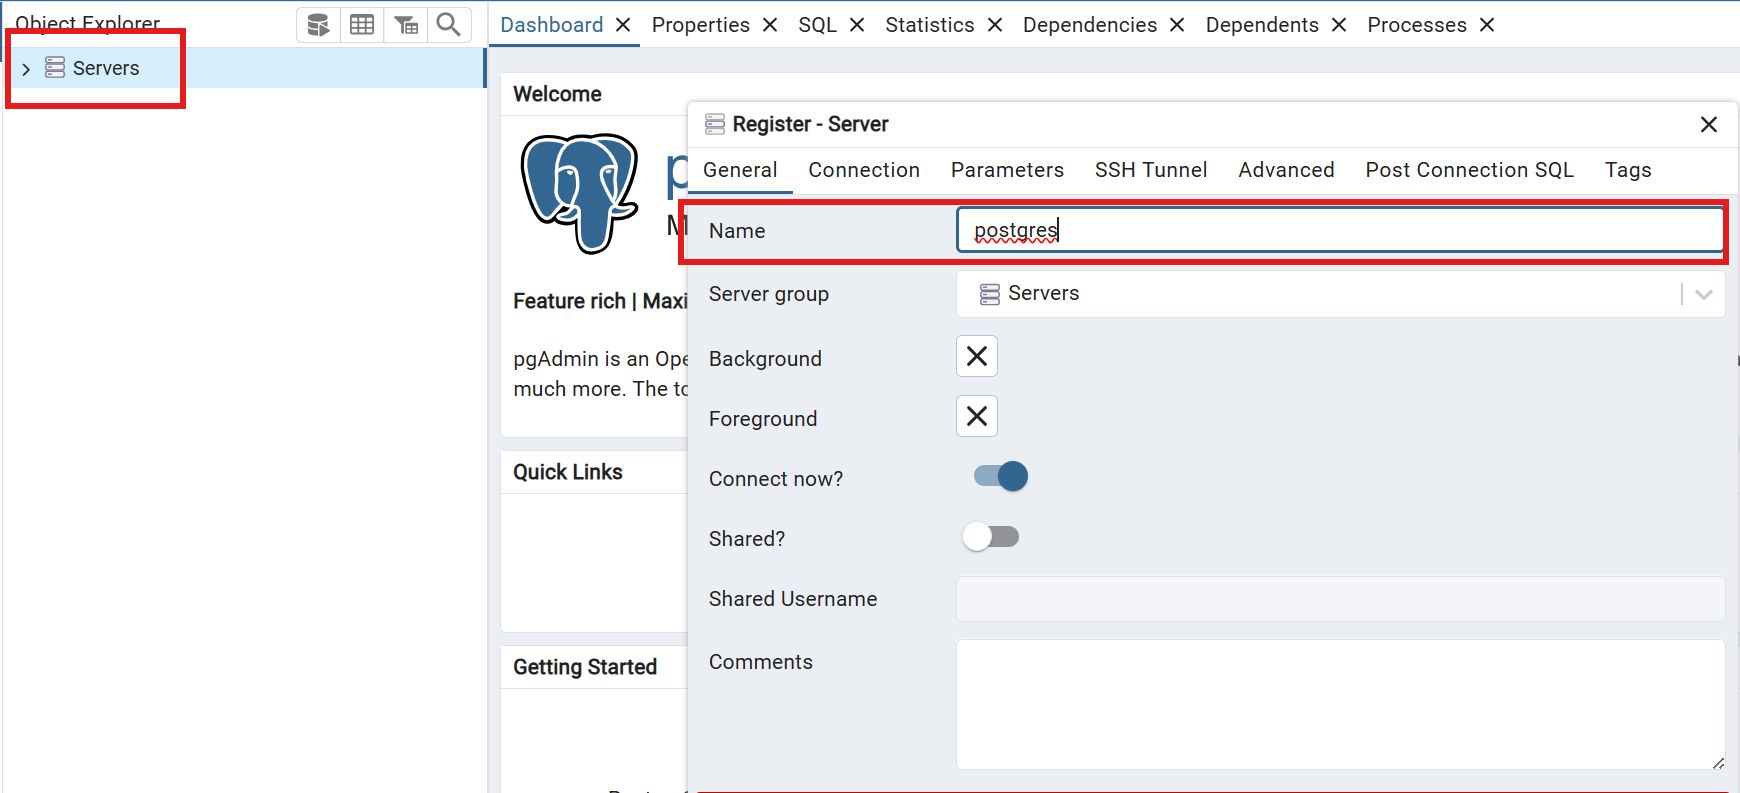 Object Explorer
Servers
Dashboard Properties SQL Statistics Dependencies Dependents Processes
Welcome
p
M
Feature rich | Maxi
pgAdmin is an Ope
much more. The to
Quick Links
Getting Started
Register - Server
General Connection Parameters SSH Tunnel Advanced Post Connection SQL Tags
Name postgres
Server group Servers
Background
Foreground
Connect now?
Shared?
Shared Username
Comments